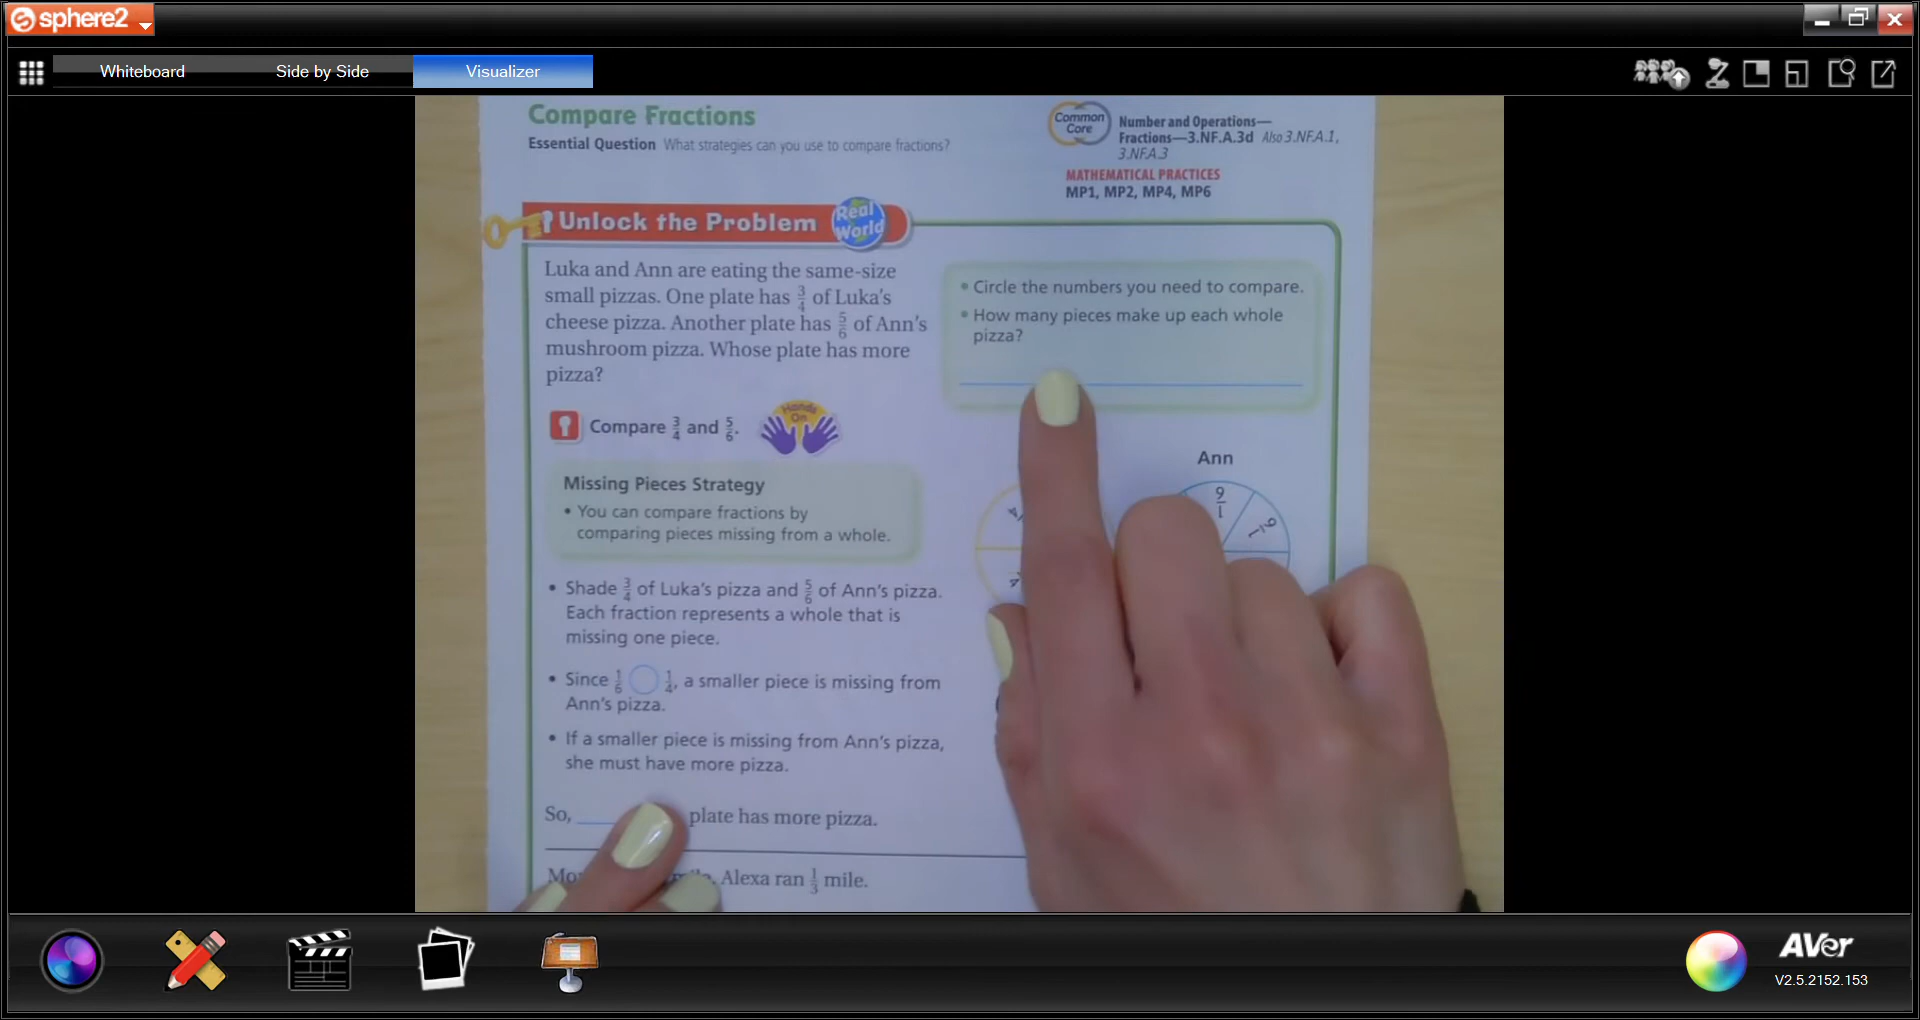 sphere2
Whiteboard
Side by Side
Visualizer
Compare Fractions
Essential Question What strategies can you use to compare fractions?
Common
Core
Number and Operations—
Fractions—3.NF.A.3d Also 3.NF.A.1,
3.NF.A.3
MATHEMATICAL PRACTICES
MP1, MP2, MP4, MP6
Unlock the Problem
Real
World
Luka and Ann are eating the same-size
small pizzas. One plate has 3/4 of Luka's
cheese pizza. Another plate has 5/6 of Ann's
mushroom pizza. Whose plate has more
pizza?
• Circle the numbers you need to compare.
• How many pieces make up each whole
pizza?
Compare 3/4 and 5/6.
Hands
On
Missing Pieces Strategy
• You can compare fractions by
comparing pieces missing from a whole.
Ann
1/6
1/6
• Shade 3/4 of Luka's pizza and 5/6 of Ann's pizza.
Each fraction represents a whole that is
missing one piece.
• Since 1/6 1/4, a smaller piece is missing from
Ann's pizza.
• If a smaller piece is missing from Ann's pizza,
she must have more pizza.
So, ____ plate has more pizza.
Alexa ran 1/3 mile.
AVer
V2.5.2152.153